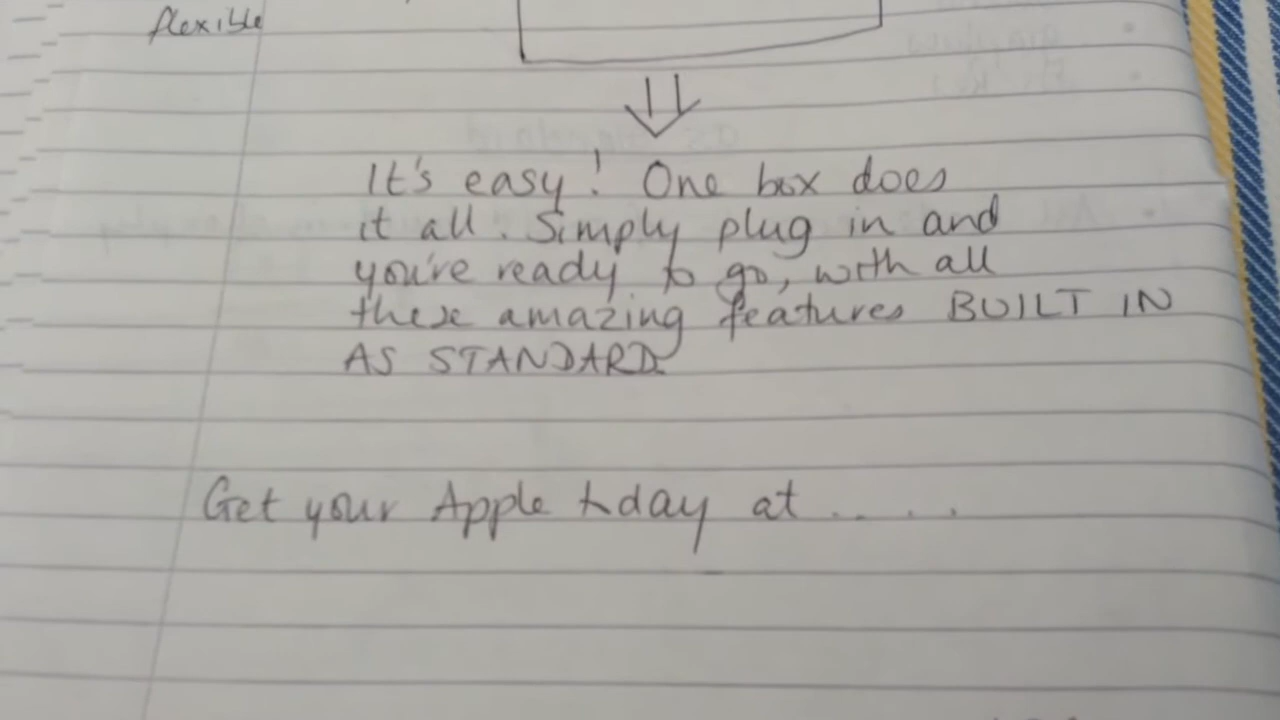 flexible
It's easy! One box does
it all. Simply plug in and
you're ready to go, with all
these amazing features BUILT IN
AS STANDARD
Get your Apple today at .....